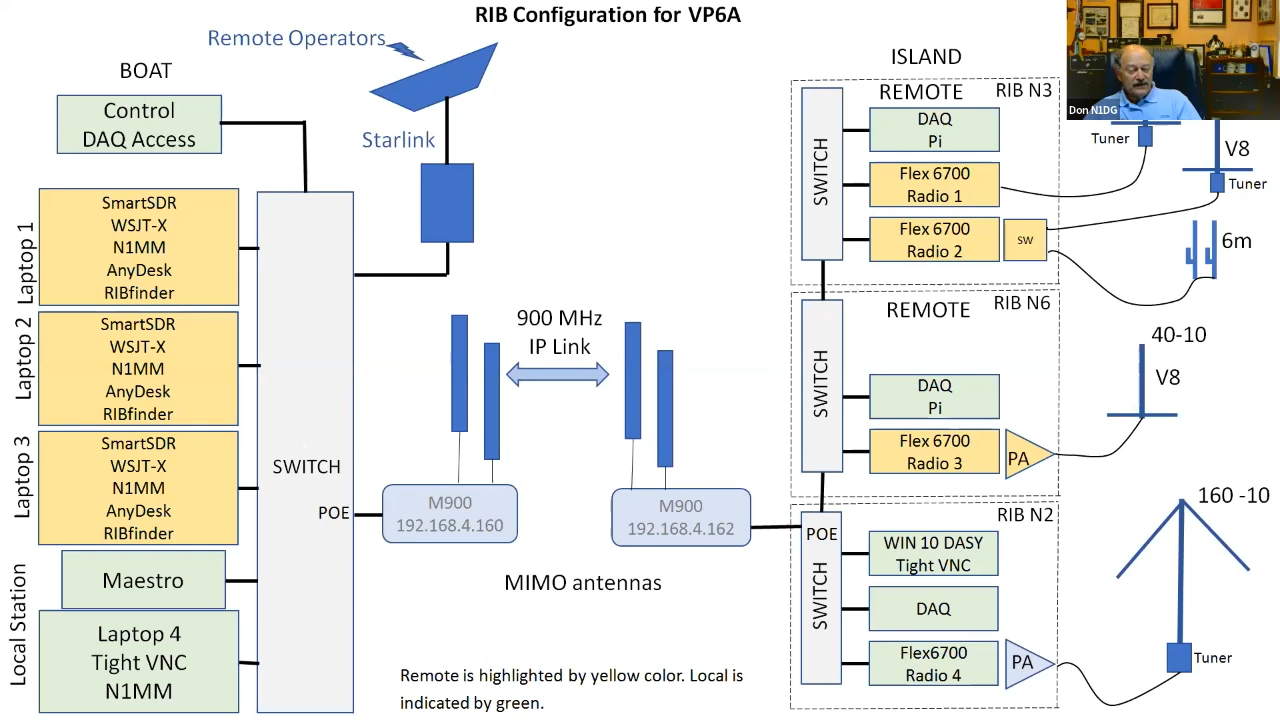 RIB Configuration for VP6A
Remote Operators
BOAT
Control
DAQ Access
Starlink
Laptop 1
SmartSDR
WSJT-X
N1MM
AnyDesk
RIBfinder
Laptop 2
SmartSDR
WSJT-X
N1MM
AnyDesk
RIBfinder
Laptop 3
SmartSDR
WSJT-X
N1MM
AnyDesk
RIBfinder
Local Station
Maestro
Laptop 4
Tight VNC
N1MM
SWITCH
POE
900 MHz
IP Link
M900
192.168.4.160
M900
192.168.4.162
MIMO antennas
Remote is highlighted by yellow color. Local is
indicated by green.
ISLAND
REMOTE
RIB N3
SWITCH
DAQ
Pi
Flex 6700
Radio 1
Flex 6700
Radio 2
SW
Don N1DG
Tuner
V8
Tuner
6m
REMOTE
RIB N6
SWITCH
DAQ
Pi
Flex 6700
Radio 3
PA
40-10
V8
RIB N2
POE
SWITCH
WIN 10 DASY
Tight VNC
DAQ
Flex6700
Radio 4
PA
160 -10
Tuner